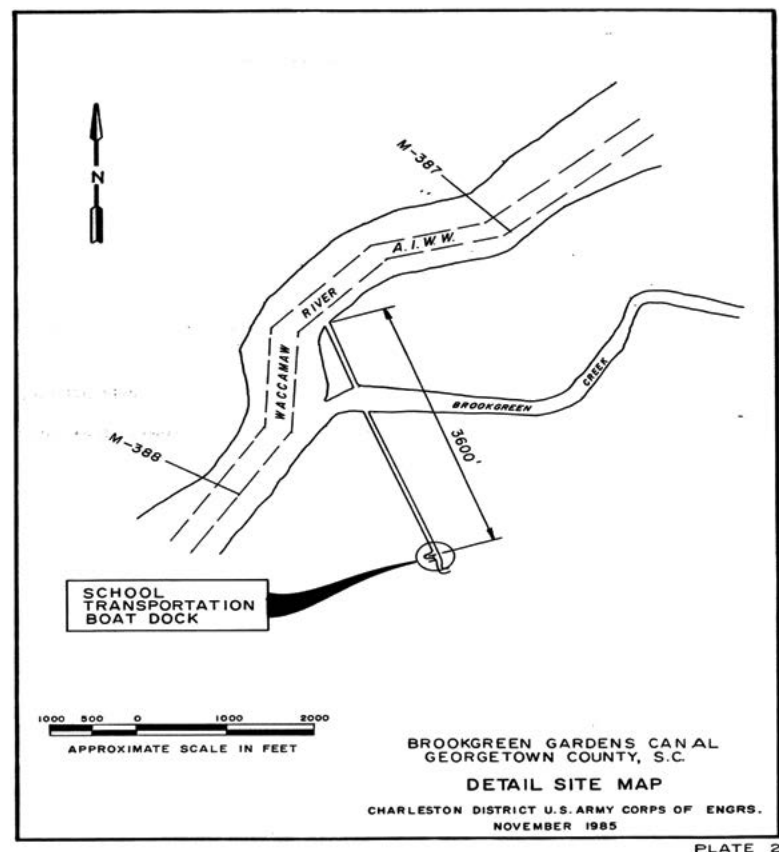 N
M-387
A.I.W.W.
RIVER
WACCAMAW
BROOKGREEN
CREEK
3600'
M-388
SCHOOL
TRANSPORTATION
BOAT DOCK
1000 500 0 1000 2000
APPROXIMATE SCALE IN FEET
BROOKGREEN GARDENS CANAL
GEORGETOWN COUNTY, S.C.
DETAIL SITE MAP
CHARLESTON DISTRICT U.S. ARMY CORPS OF ENGRS.
NOVEMBER 1985
PLATE 2